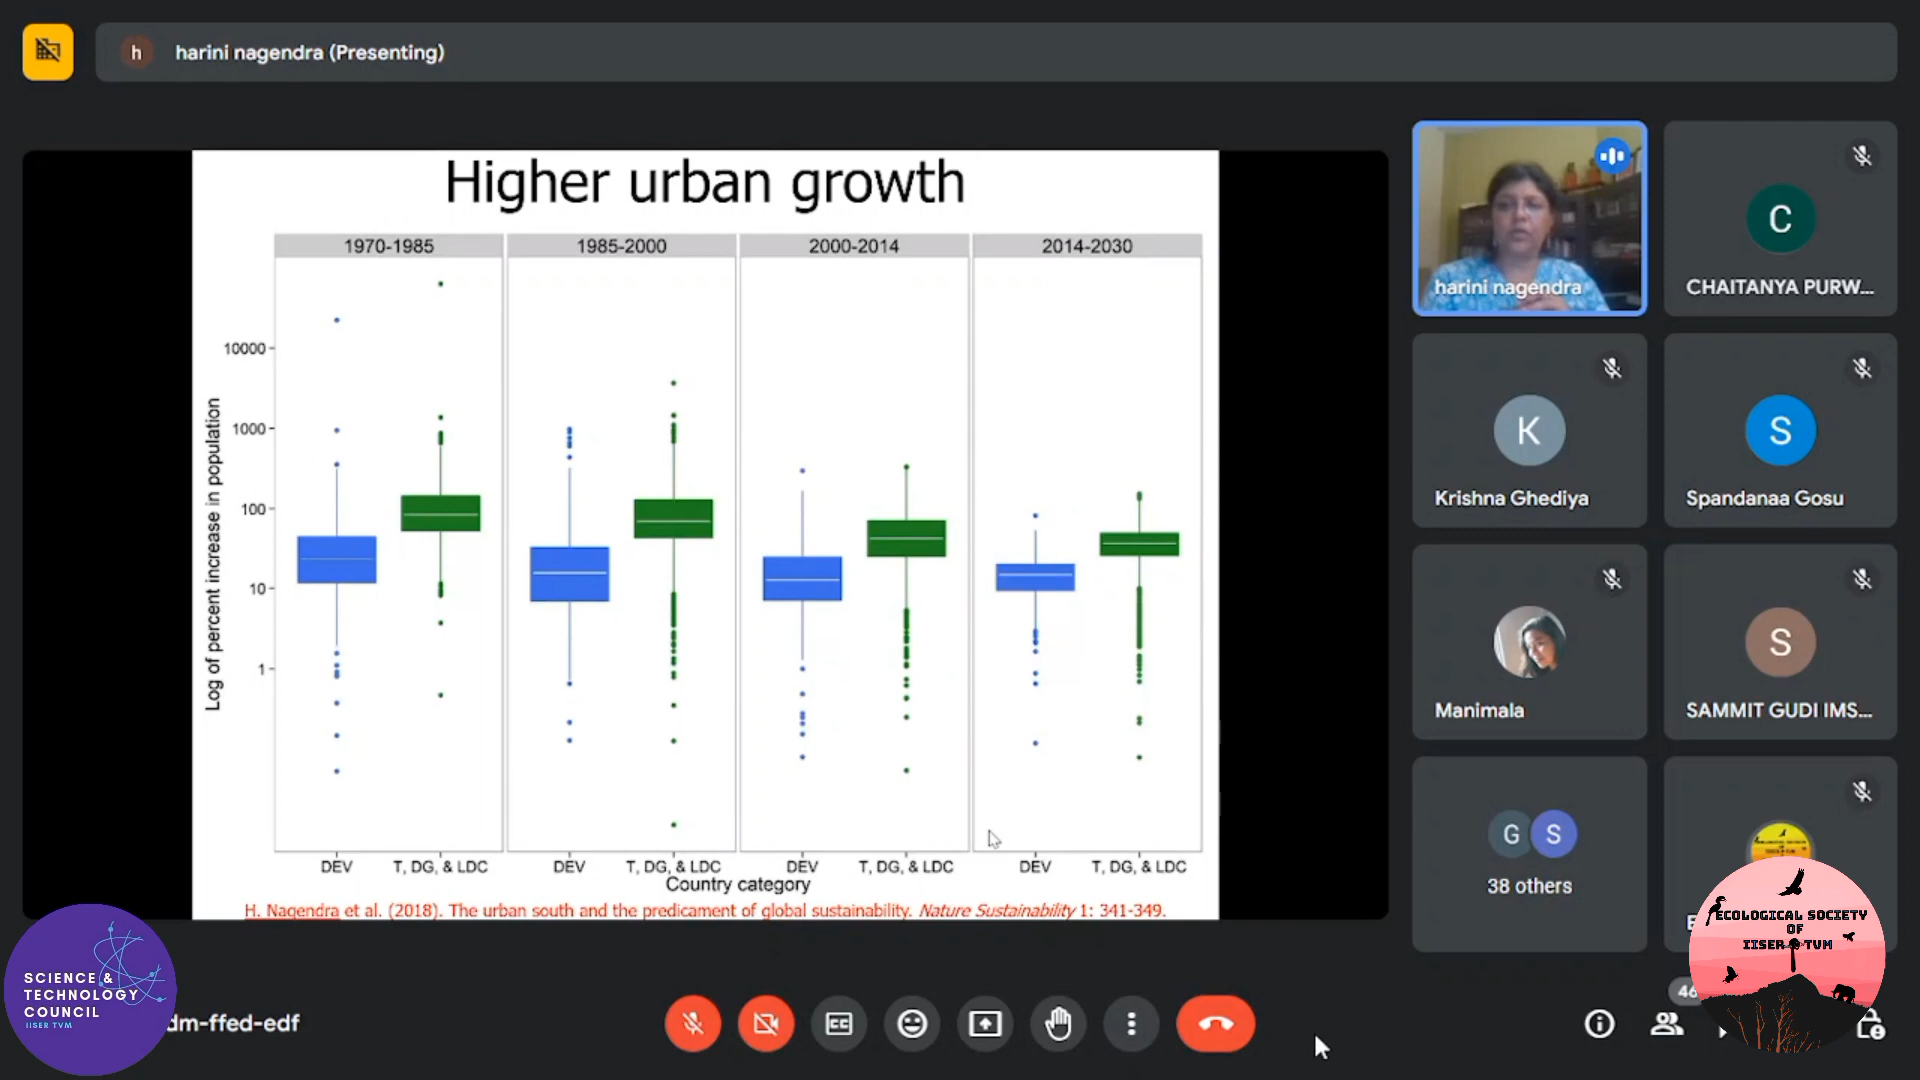 h harini nagendra (Presenting)
Higher urban growth
1970-1985 1985-2000 2000-2014 2014-2030
10000
1000
100
10
1
Log of percent increase in population
DEV T, DG, & LDC DEV T, DG, & LDC DEV T, DG, & LDC DEV T, DG, & LDC
Country category
H. Nagendra et al. (2018). The urban south and the predicament of global sustainability. Nature Sustainability 1: 341-349.
harini nagendra
C
CHAITANYA PURW...
K
Krishna Ghediya
S
Spandanaa Gosu
Manimala
S
SAMMIT GUDI IMS...
G S
38 others
ECOLOGICAL SOCIETY
OF
IISER TVM
SCIENCE &
TECHNOLOGY
COUNCIL
IISER TVM
dm-ffed-edf
CC